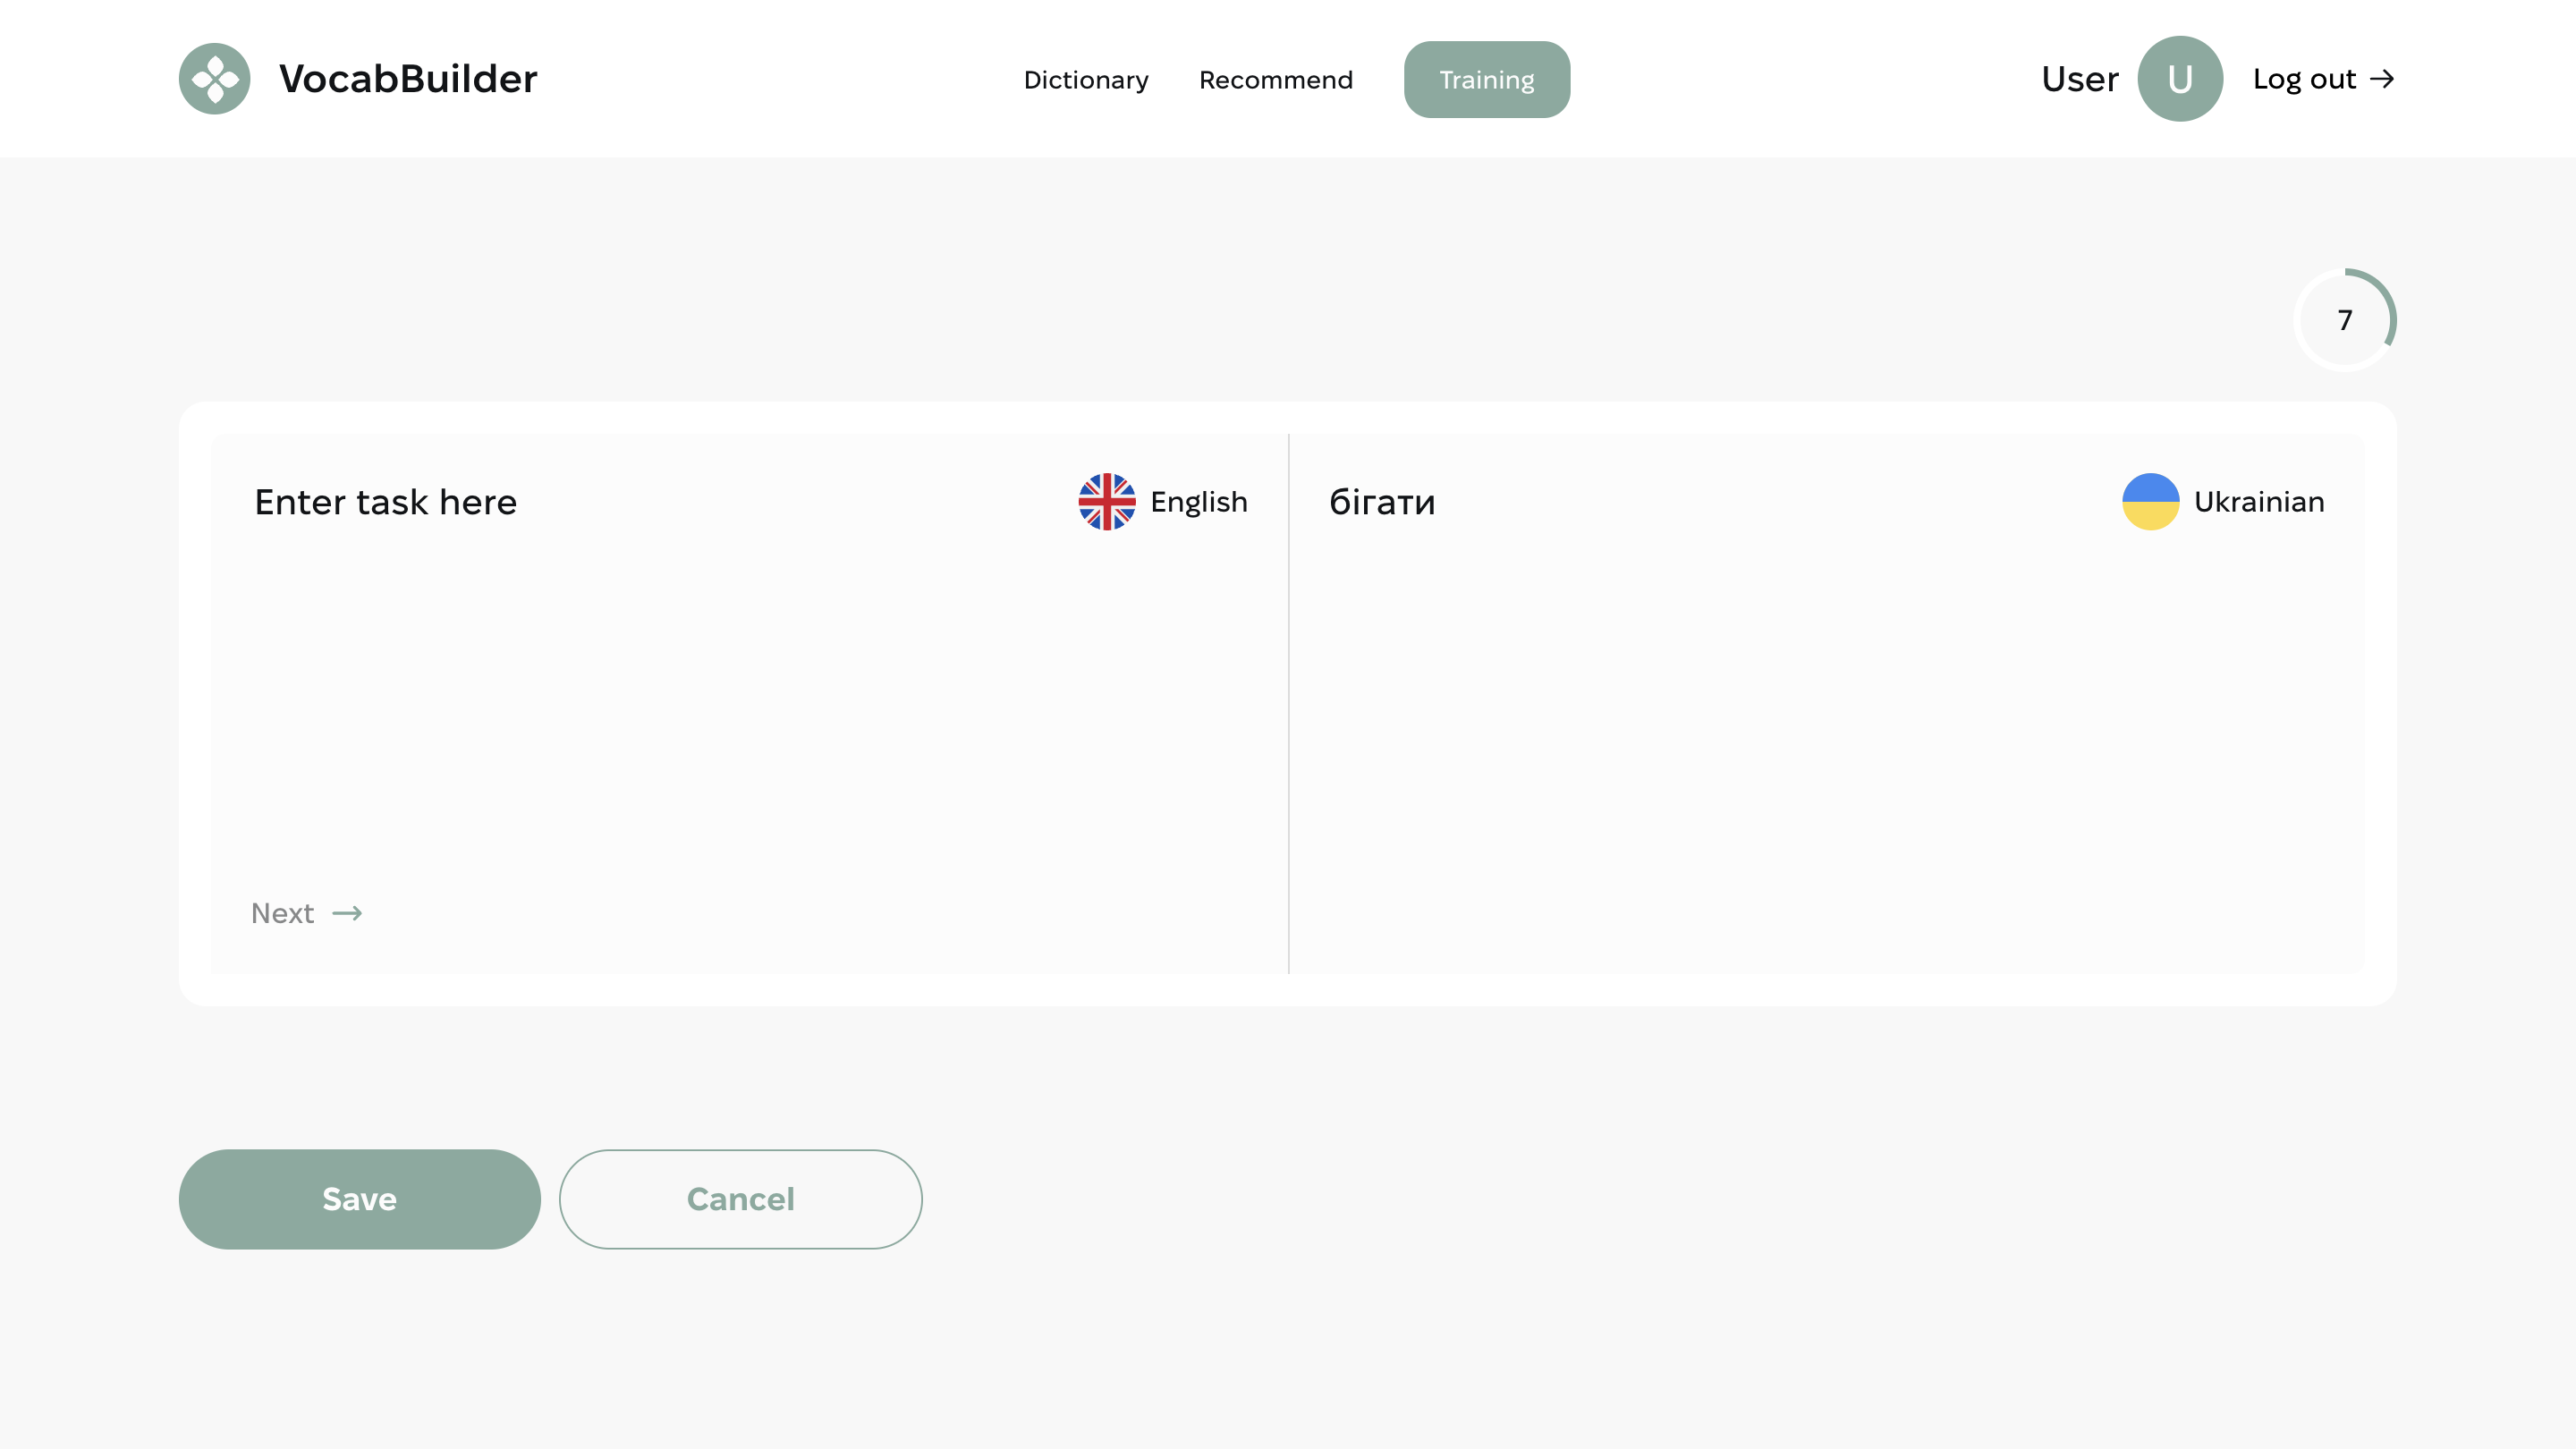 VocabBuilder
Dictionary Recommend Training
User U Log out
7
Enter task here
English
бігати
Ukrainian
Next
Save Cancel